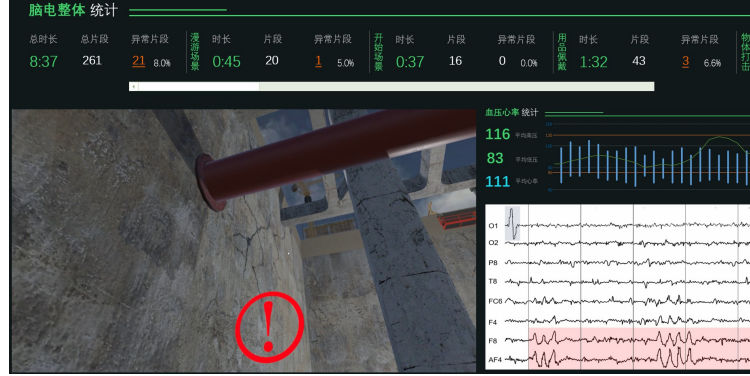 脑电整体 统计
总时长 总片段 异常片段 漫游场景 时长 片段 异常片段 开始场景 时长 片段 异常片段 用品佩戴 时长 片段 异常片段 物体打击
8:37 261 21 8.0% 0:45 20 1 5.0% 0:37 16 0 0.0% 1:32 43 3 6.6%
血压心率 统计
116 平均高压
83 平均低压
111 平均心率
O1
O2
P8
T8
FC6
F4
F8
AF4